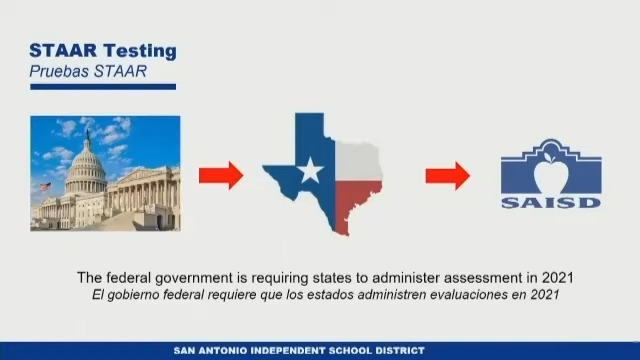 STAAR Testing
Pruebas STAAR
SAISD
The federal government is requiring states to administer assessment in 2021
El gobierno federal requiere que los estados administren evaluaciones en 2021
SAN ANTONIO INDEPENDENT SCHOOL DISTRICT